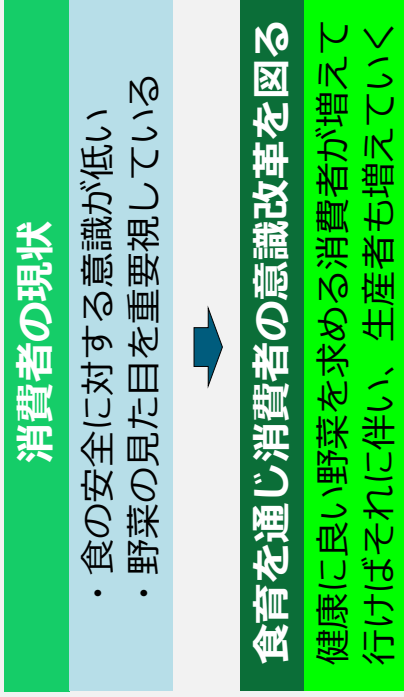 消費者の現状
・食の安全に対する意識が低い
・野菜の見た目を重要視している
食育を通じ消費者の意識改革を図る
健康に良い野菜を求める消費者が増えて
行けばそれに伴い、生産者も増えていく